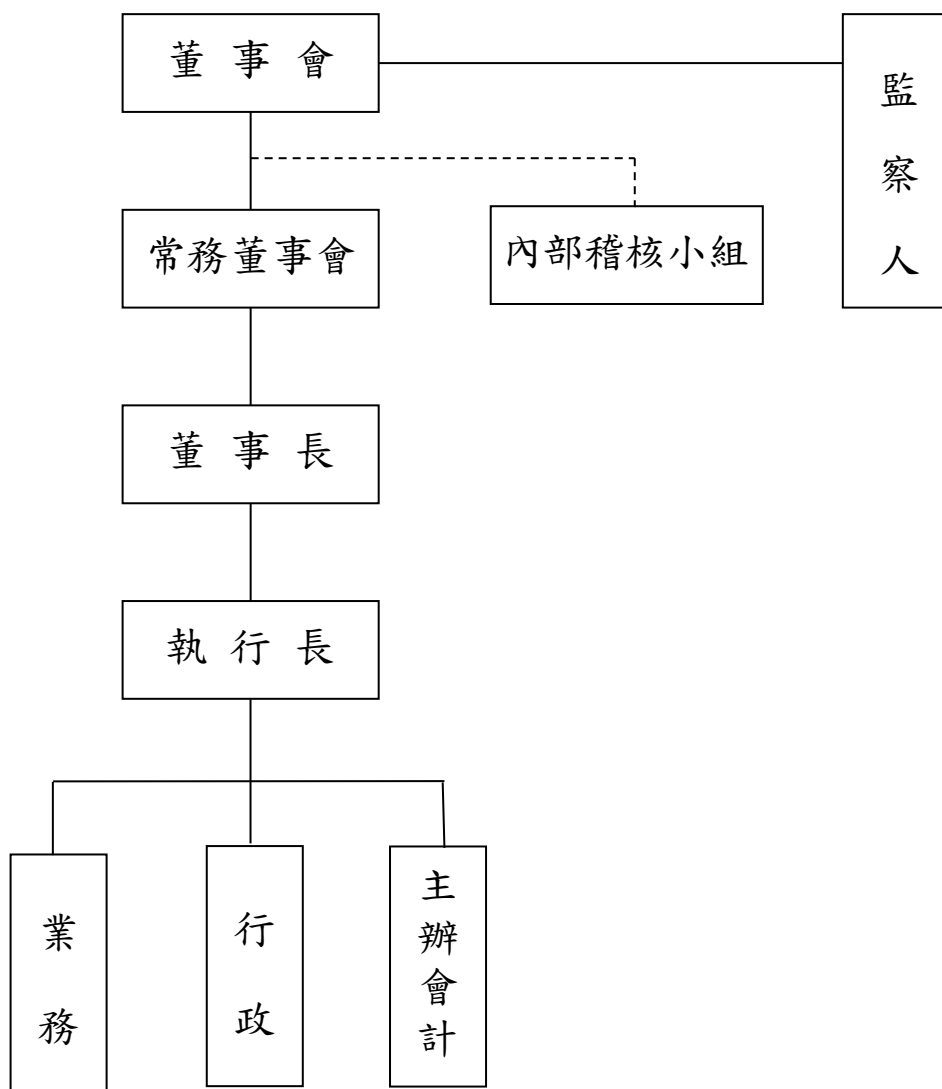 董事會
監察人
常務董事會
內部稽核小組
董事長
執行長
業務
行政
主辦會計